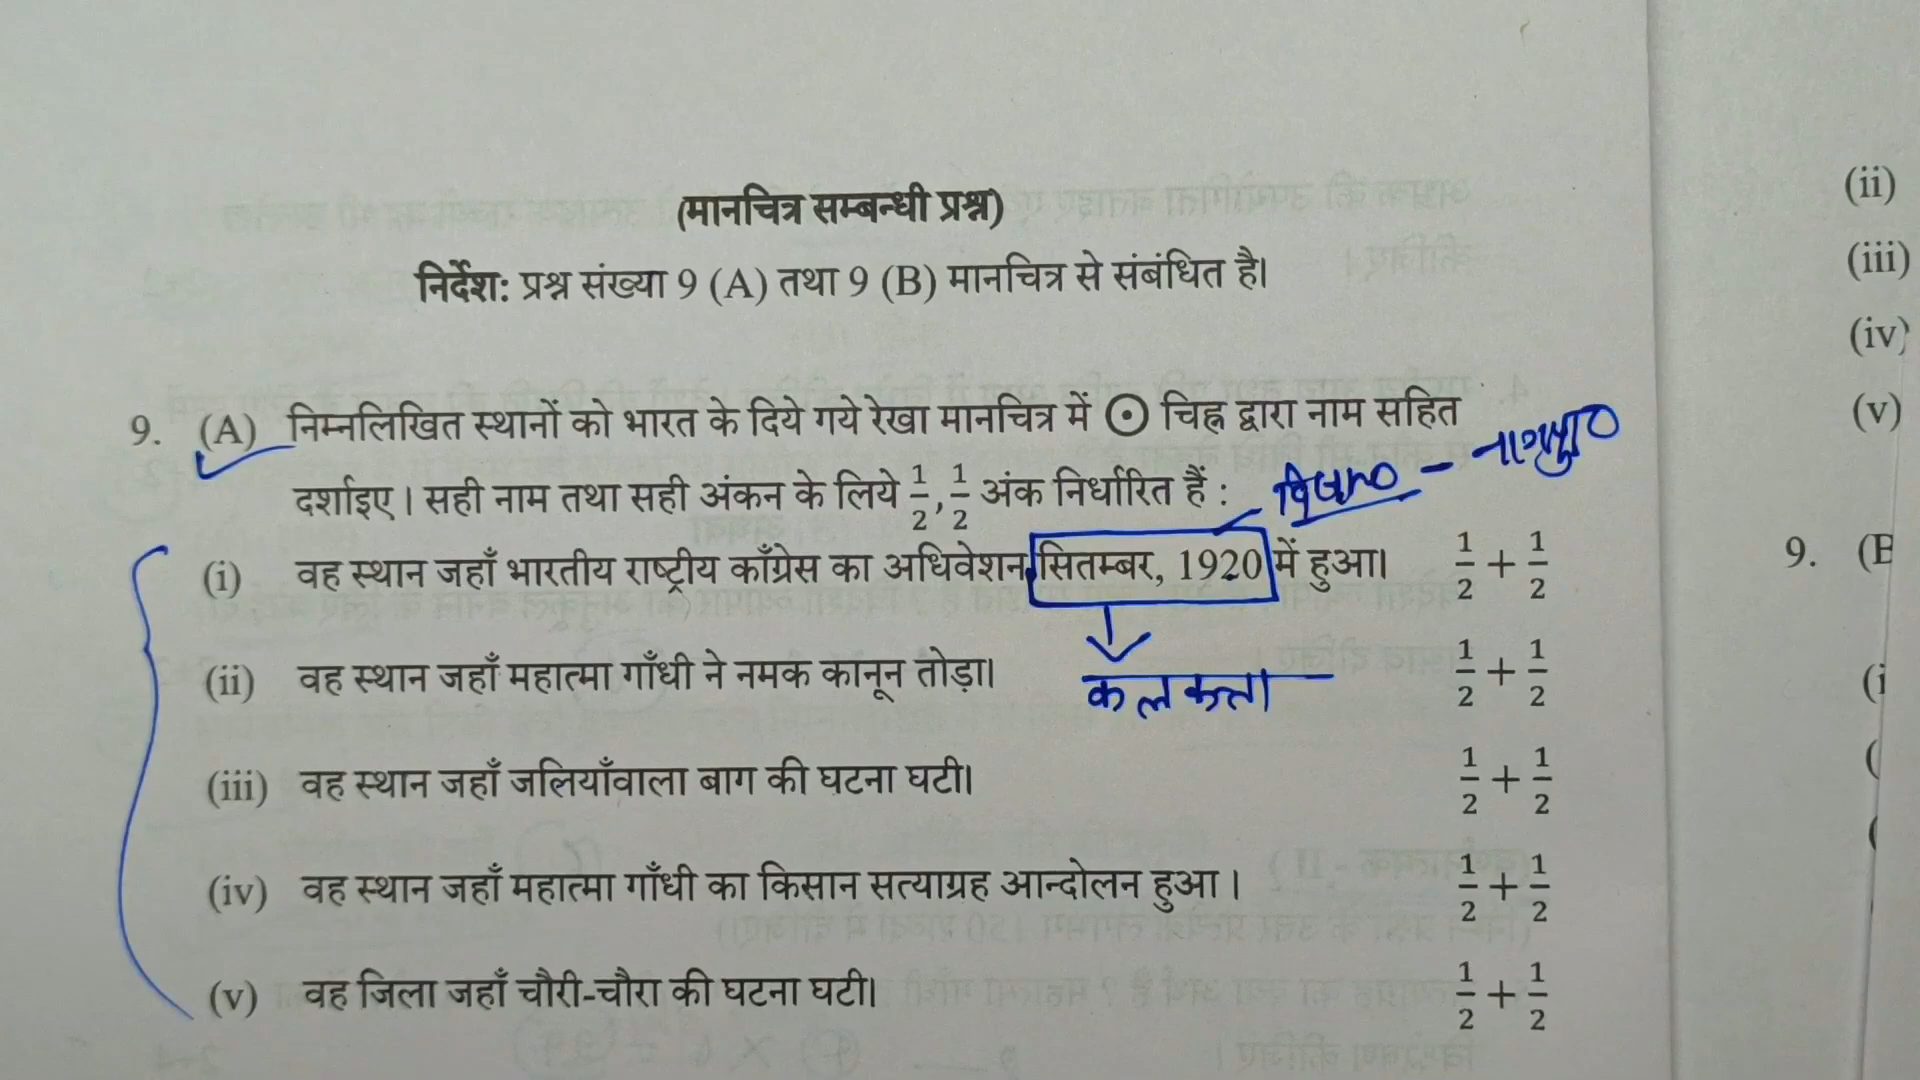 (मानचित्र सम्बन्धी प्रश्न)
निर्देश: प्रश्न संख्या 9 (A) तथा 9 (B) मानचित्र से संबंधित है।
9. (A) निम्नलिखित स्थानों को भारत के दिये गये रेखा मानचित्र में ⊙ चिह्न द्वारा नाम सहित
दर्शाइए। सही नाम तथा सही अंकन के लिये 1/2, 1/2 अंक निर्धारित हैं :
- नागपुर
(i) वह स्थान जहाँ भारतीय राष्ट्रीय काँग्रेस का अधिवेशन सितम्बर, 1920 में हुआ। 1/2 + 1/2
(ii) वह स्थान जहाँ महात्मा गाँधी ने नमक कानून तोड़ा। 1/2 + 1/2
कलकत्ता
(iii) वह स्थान जहाँ जलियाँवाला बाग की घटना घटी। 1/2 + 1/2
(iv) वह स्थान जहाँ महात्मा गाँधी का किसान सत्याग्रह आन्दोलन हुआ। 1/2 + 1/2
(v) वह जिला जहाँ चौरी-चौरा की घटना घटी। 1/2 + 1/2
(ii)
(iii)
(iv)
(v)
9.